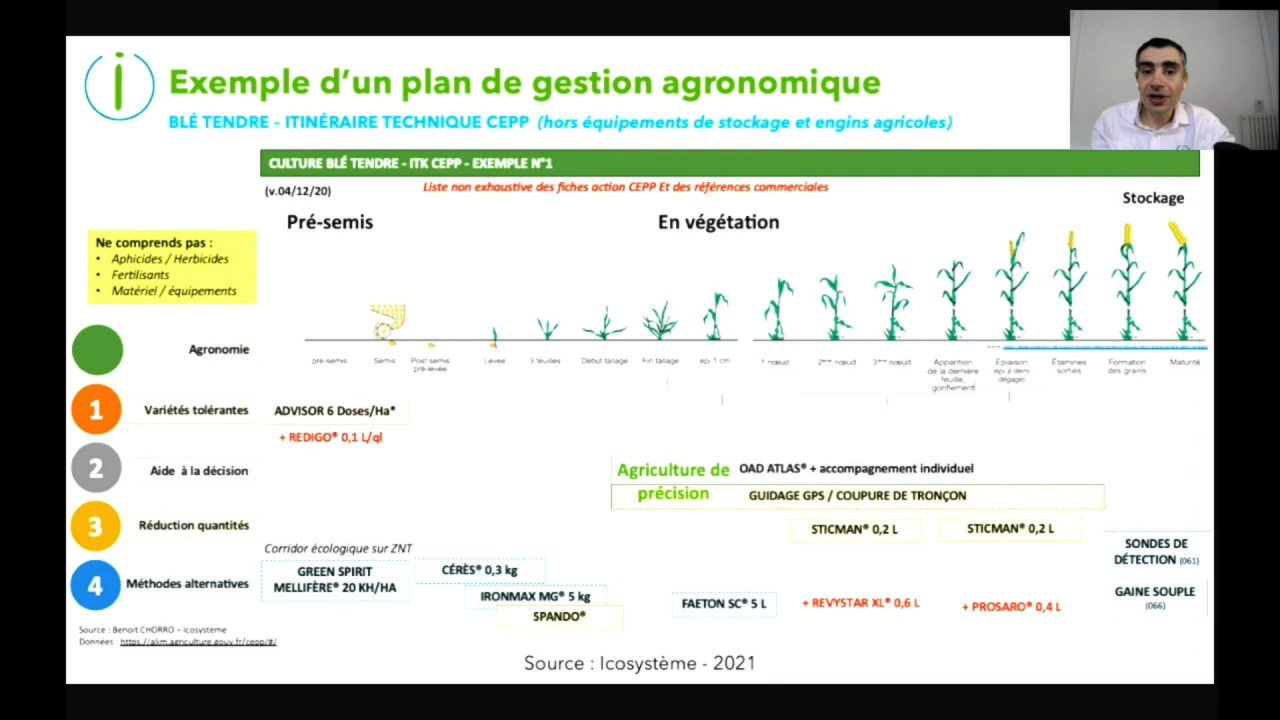 Exemple d'un plan de gestion agronomique
BLÉ TENDRE – ITINÉRAIRE TECHNIQUE CEPP (hors équipements de stockage et engins agricoles)
CULTURE BLÉ TENDRE - ITK CEPP - EXEMPLE N°1
(v.04/12/20)
Liste non exhaustive des fiches action CEPP Et des références commerciales
Stockage
Pré-semis
En végétation
Ne comprends pas :
• Aphicides / Herbicides
• Fertilisants
• Matériel / équipements
Agronomie
pré-semis
Semis
Post semis
pré-levée
Levée
3 feuilles
Début tallage
Fin tallage
épi 1 cm
1 nœud
2ème nœud
3ème nœud
Apparition
de la dernière
feuille,
gonflement
Épiaison
(épi à demi
dégagé)
Étamines
sorties
Formation
des grains
Maturité
1
Variétés tolérantes
ADVISOR 6 Doses/Ha*
+ REDIGO® 0,1 L/ql
2
Aide à la décision
Agriculture de
précision
OAD ATLAS® + accompagnement individuel
GUIDAGE GPS / COUPURE DE TRONÇON
3
Réduction quantités
STICMAN® 0,2 L
STICMAN® 0,2 L
SONDES DE
DÉTECTION (061)
Corridor écologique sur ZNT
4
Méthodes alternatives
GREEN SPIRIT
MELLIFÈRE® 20 KH/HA
CÉRÈS® 0,3 kg
IRONMAX MG® 5 kg
SPANDO®
FAETON SC® 5 L
+ REVYSTAR XL® 0,6 L
+ PROSARO® 0,4 L
GAINE SOUPLE
(066)
Source : Benoit CHORRO – Icosysteme
Données : https://alim.agriculture.gouv.fr/cepp/#/
Source : Icosystème - 2021